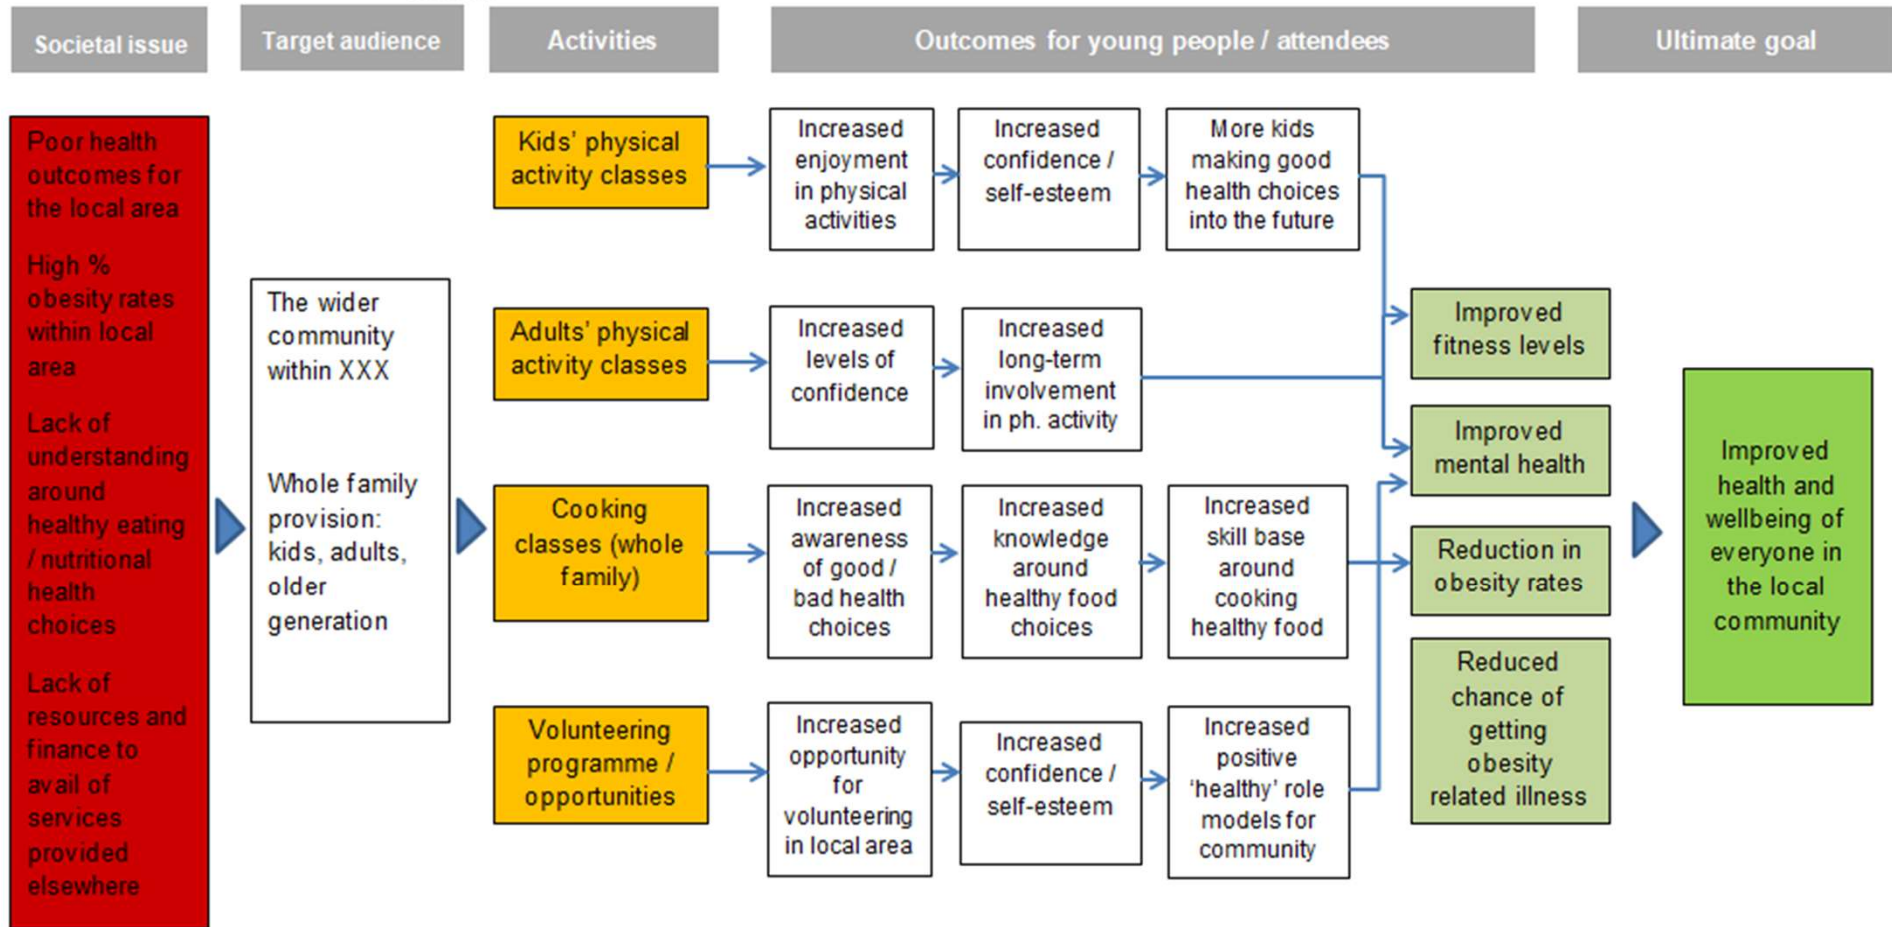 Societal issue
Target audience
Activities
Outcomes for young people / attendees
Ultimate goal
Poor health
outcomes for
the local area
High %
obesity rates
within local
area
Lack of
understanding
around
healthy eating
/ nutritional
health
choices
Lack of
resources and
finance to
avail of
services
provided
elsewhere
The wider
community
within XXX
Whole family
provision:
kids, adults,
older
generation
Kids' physical
activity classes
Increased
enjoyment
in physical
activities
Increased
confidence /
self-esteem
More kids
making good
health choices
into the future
Adults' physical
activity classes
Increased
levels of
confidence
Increased
long-term
involvement
in ph. activity
Cooking
classes (whole
family)
Increased
awareness
of good /
bad health
choices
Increased
knowledge
around
healthy food
choices
Increased
skill base
around
cooking
healthy food
Volunteering
programme /
opportunities
Increased
opportunity
for
volunteering
in local area
Increased
confidence /
self-esteem
Increased
positive
'healthy' role
models for
community
Improved
fitness levels
Improved
mental health
Reduction in
obesity rates
Reduced
chance of
getting
obesity
related illness
Improved
health and
wellbeing of
everyone in
the local
community